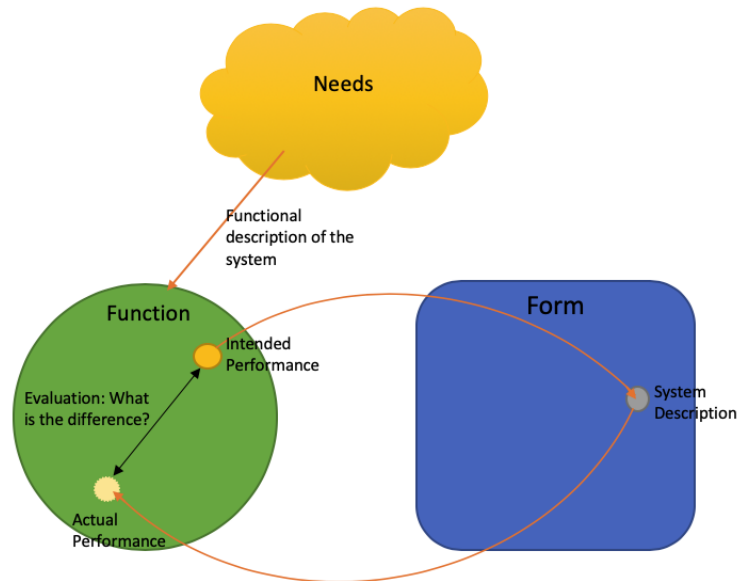 Needs
Functional
description of the
system
Function
Form
Intended
Performance
Evaluation: What
is the difference?
System
Description
Actual
Performance